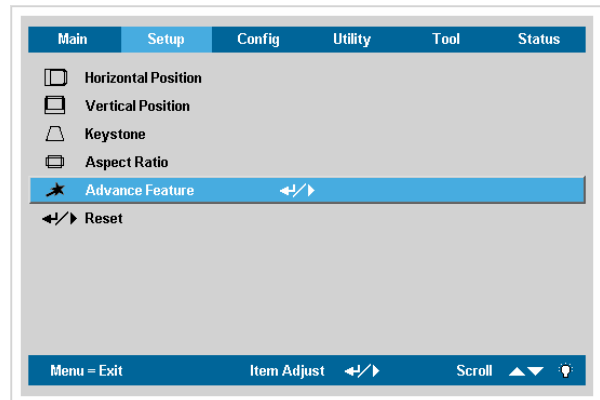 Main Setup Config Utility Tool Status
Horizontal Position
Vertical Position
Keystone
Aspect Ratio
Advance Feature
Reset
Menu = Exit Item Adjust Scroll